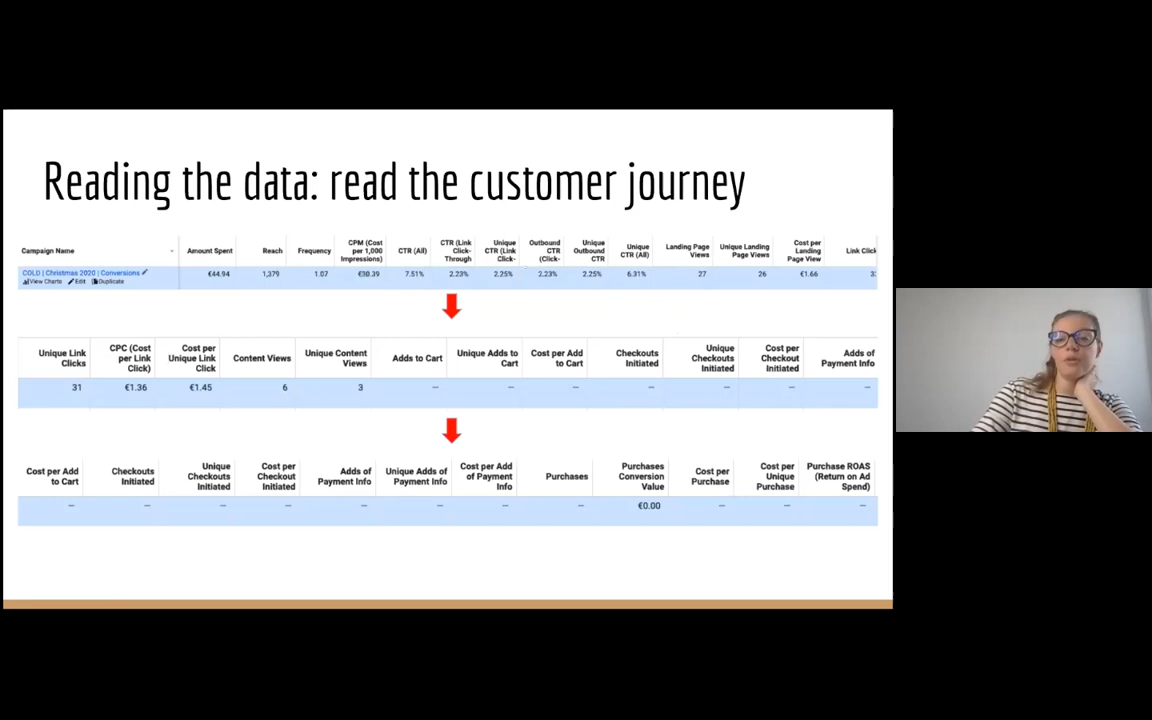 Reading the data: read the customer journey
Campaign Name Amount Spent Reach Frequency CPM (Cost per 1,000 Impressions) CTR (All) CTR (Link Click-Through Unique CTR (Link Click- Outbound CTR (Click- Unique Outbound CTR Unique CTR (All) Landing Page Views Unique Landing Page Views Cost per Landing Page View Link Click
COLD | Christmas 2020 | Conversions €44.94 1,379 1.07 €30.39 7.51% 2.23% 2.25% 2.23% 2.25% 6.31% 27 26 €1.66
View Charts Edit Duplicate
Unique Link Clicks CPC (Cost per Link Click) Cost per Unique Link Click Content Views Unique Content Views Adds to Cart Unique Adds to Cart Cost per Add to Cart Checkouts Initiated Unique Checkouts Initiated Cost per Checkout Initiated Adds of Payment Info
31 €1.36 €1.45 6 3 — — — — — — —
Cost per Add to Cart Checkouts Initiated Unique Checkouts Initiated Cost per Checkout Initiated Adds of Payment Info Unique Adds of Payment Info Cost per Add of Payment Info Purchases Purchases Conversion Value Cost per Purchase Cost per Unique Purchase Purchase ROAS (Return on Ad Spend)
— — — — — — — — €0.00 — — —